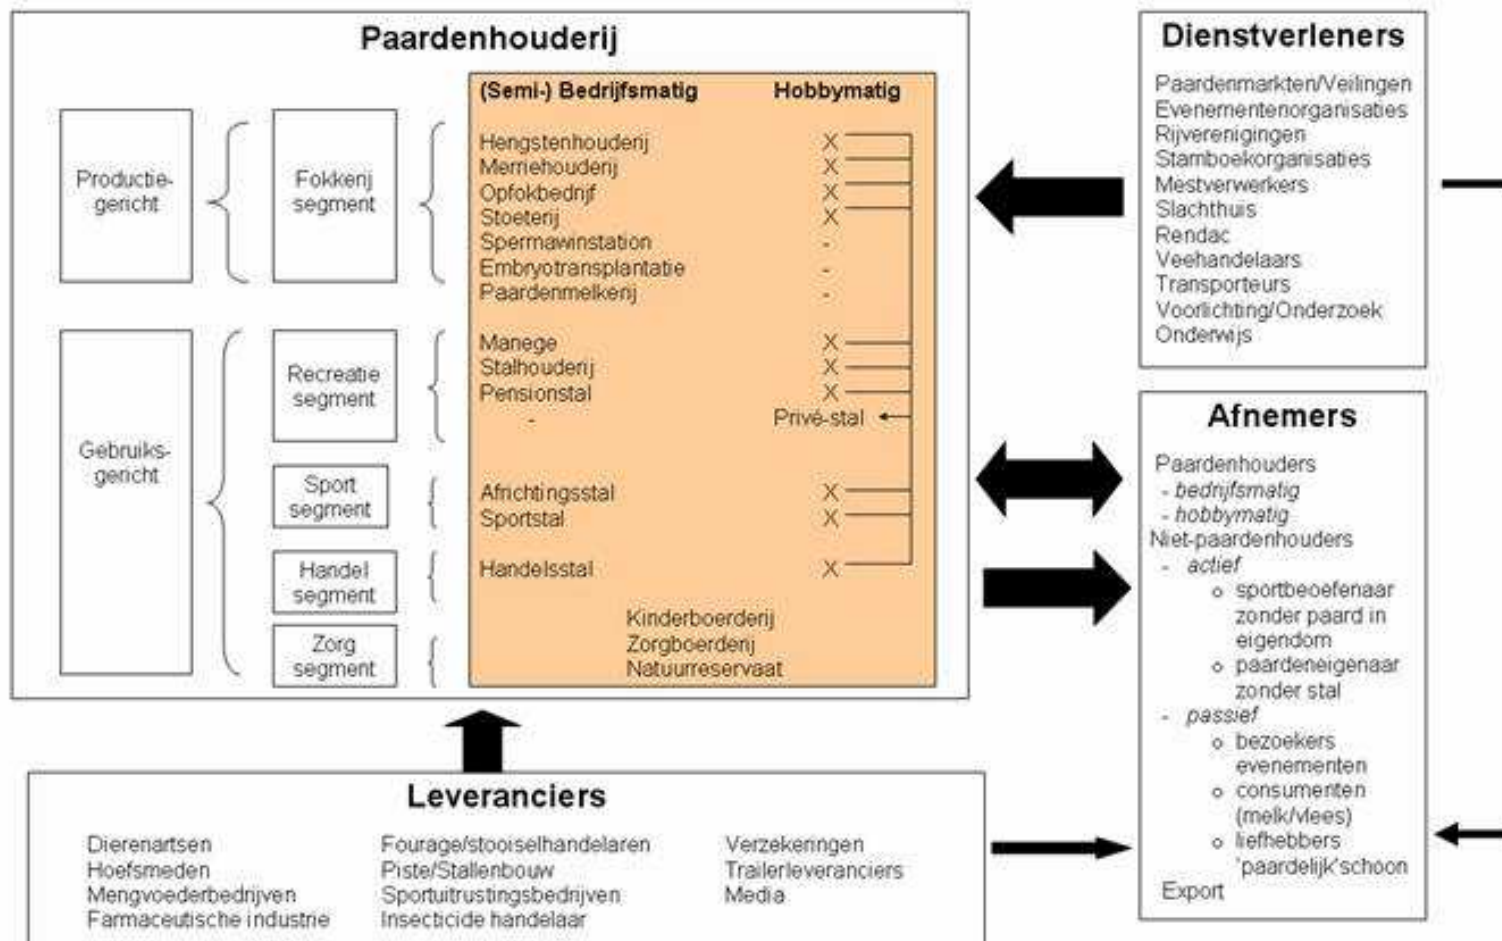 Paardenhouderij
(Semi-) Bedrijfsmatig Hobbymatig
Productie-
gericht
Fokkerij
segment
Hengstenhouderij X
Merriehouderij X
Opfokbedrijf X
Stoeterij X
Spermawinstation -
Embryotransplantatie -
Paardenmelkerij -
Gebruiks-
gericht
Recreatie
segment
Manege X
Stalhouderij X
Pensionstal X
- Privé-stal
Sport
segment
Africhtingsstal X
Sportstal X
Handel
segment
Handelsstal X
Zorg
segment
Kinderboerderij
Zorgboerderij
Natuurreservaat
Dienstverleners
Paardenmarkten/Veilingen
Evenementenorganisaties
Rijverenigingen
Stamboekorganisaties
Mestverwerkers
Slachthuis
Rendac
Veehandelaars
Transporteurs
Voorlichting/Onderzoek
Onderwijs
Afnemers
Paardenhouders
- bedrijfsmatig
- hobbymatig
Niet-paardenhouders
- actief
o sportbeoefenaar
zonder paard in
eigendom
o paardeneigenaar
zonder stal
- passief
o bezoekers
evenementen
o consumenten
(melk/vlees)
o liefhebbers
'paardelijk'schoon
Export
Leveranciers
Dierenartsen Fourage/stooiselhandelaren Verzekeringen
Hoefsmeden Piste/Stallenbouw Trailerleveranciers
Mengvoederbedrijven Sportuitrustingsbedrijven Media
Farmaceutische industrie Insecticide handelaar